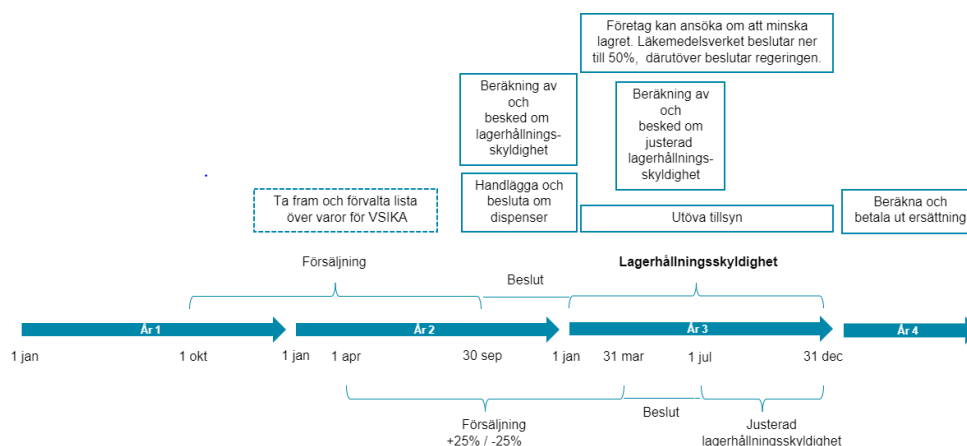 Företag kan ansöka om att minska
lagret. Läkemedelsverket beslutar ner
till 50%, därutöver beslutar regeringen.
Beräkning av
och
besked om
lagerhållnings-
skyldighet
Beräkning av
och
besked om
justerad
lagerhållnings-
skyldighet
Ta fram och förvalta lista
över varor för VSIKA
Handlägga och
besluta om
dispenser
Utöva tillsyn
Beräkna och
betala ut ersättning
Försäljning
Beslut
Lagerhållningsskyldighet
År 1
År 2
År 3
År 4
1 jan
1 okt
1 jan
1 apr
30 sep
1 jan
31 mar
1 jul
31 dec
Försäljning
+25% / -25%
Beslut
Justerad
lagerhållningsskyldighet